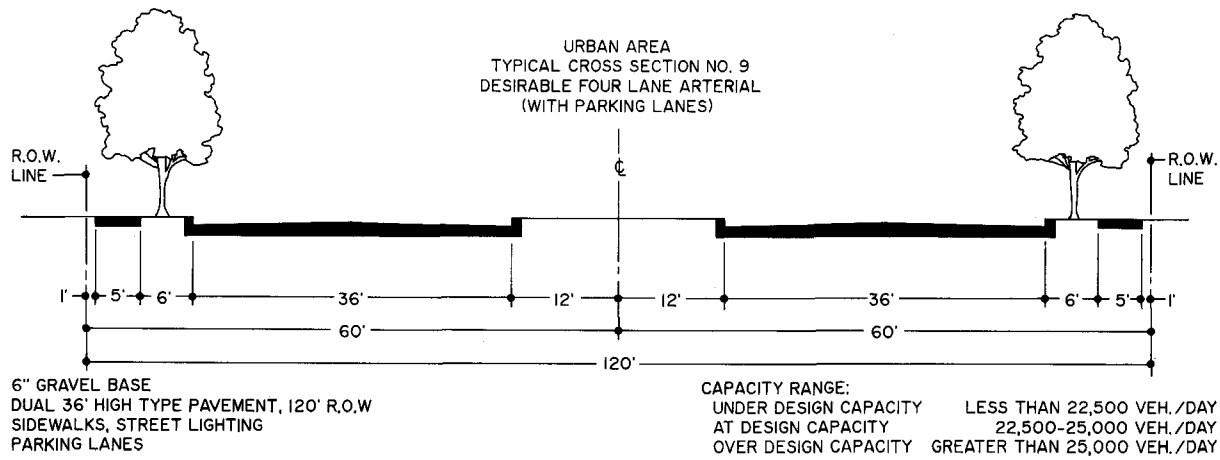 URBAN AREA
TYPICAL CROSS SECTION NO. 9
DESIRABLE FOUR LANE ARTERIAL
(WITH PARKING LANES)
R.O.W.
LINE
℄
R.O.W.
LINE
1' 5' 6' 36' 12' 12' 36' 6' 5' 1'
60' 60'
120'
6" GRAVEL BASE
DUAL 36' HIGH TYPE PAVEMENT, 120' R.O.W
SIDEWALKS, STREET LIGHTING
PARKING LANES
CAPACITY RANGE:
UNDER DESIGN CAPACITY LESS THAN 22,500 VEH./DAY
AT DESIGN CAPACITY 22,500-25,000 VEH./DAY
OVER DESIGN CAPACITY GREATER THAN 25,000 VEH./DAY